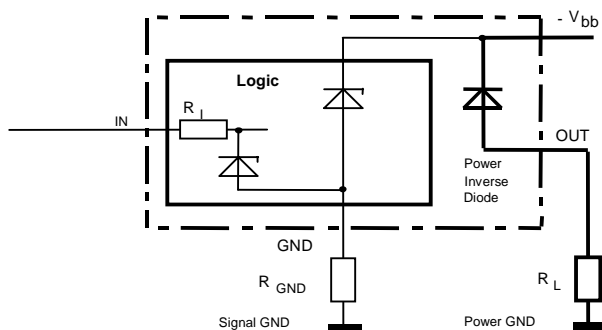 - V bb
Logic
R I
IN
OUT
Power
Inverse
Diode
GND
R GND
R L
Signal GND
Power GND